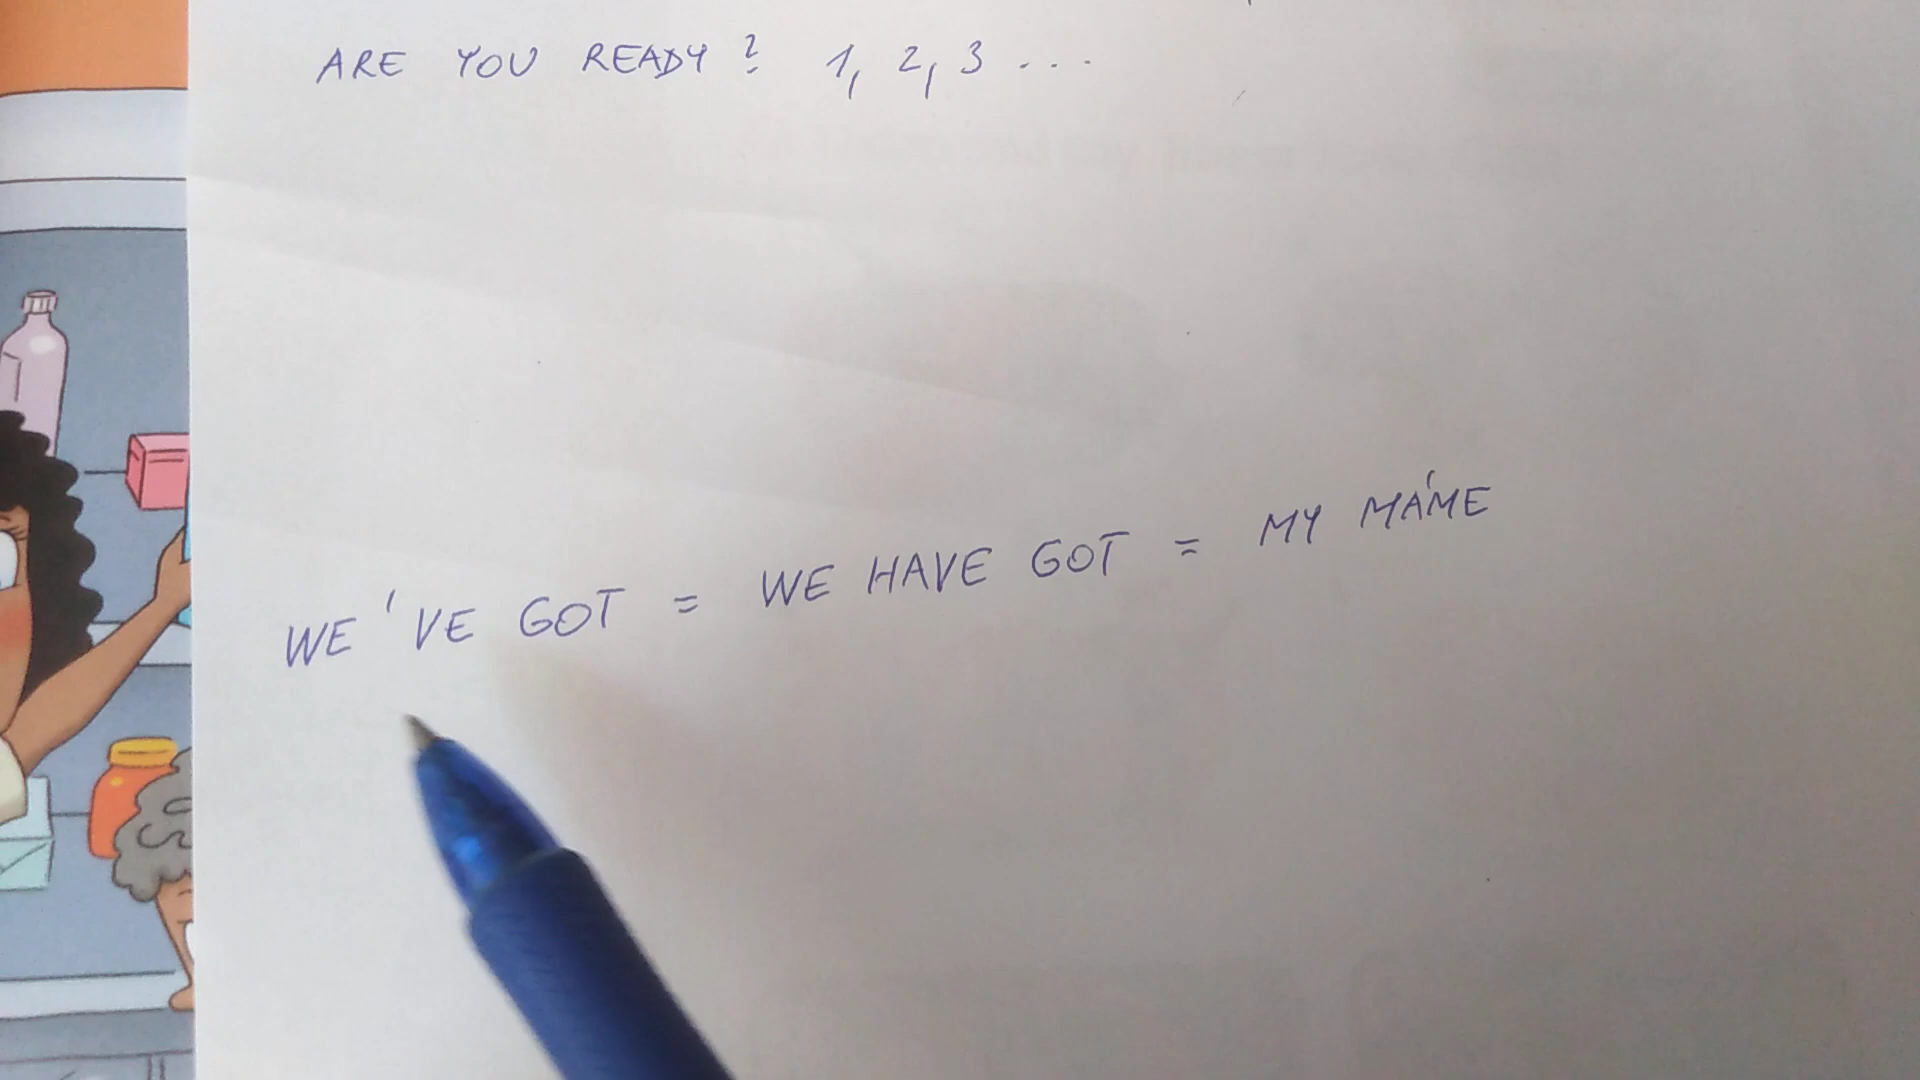 ARE YOU READY? 1, 2, 3 ...
WE'VE GOT = WE HAVE GOT = MY MÁME